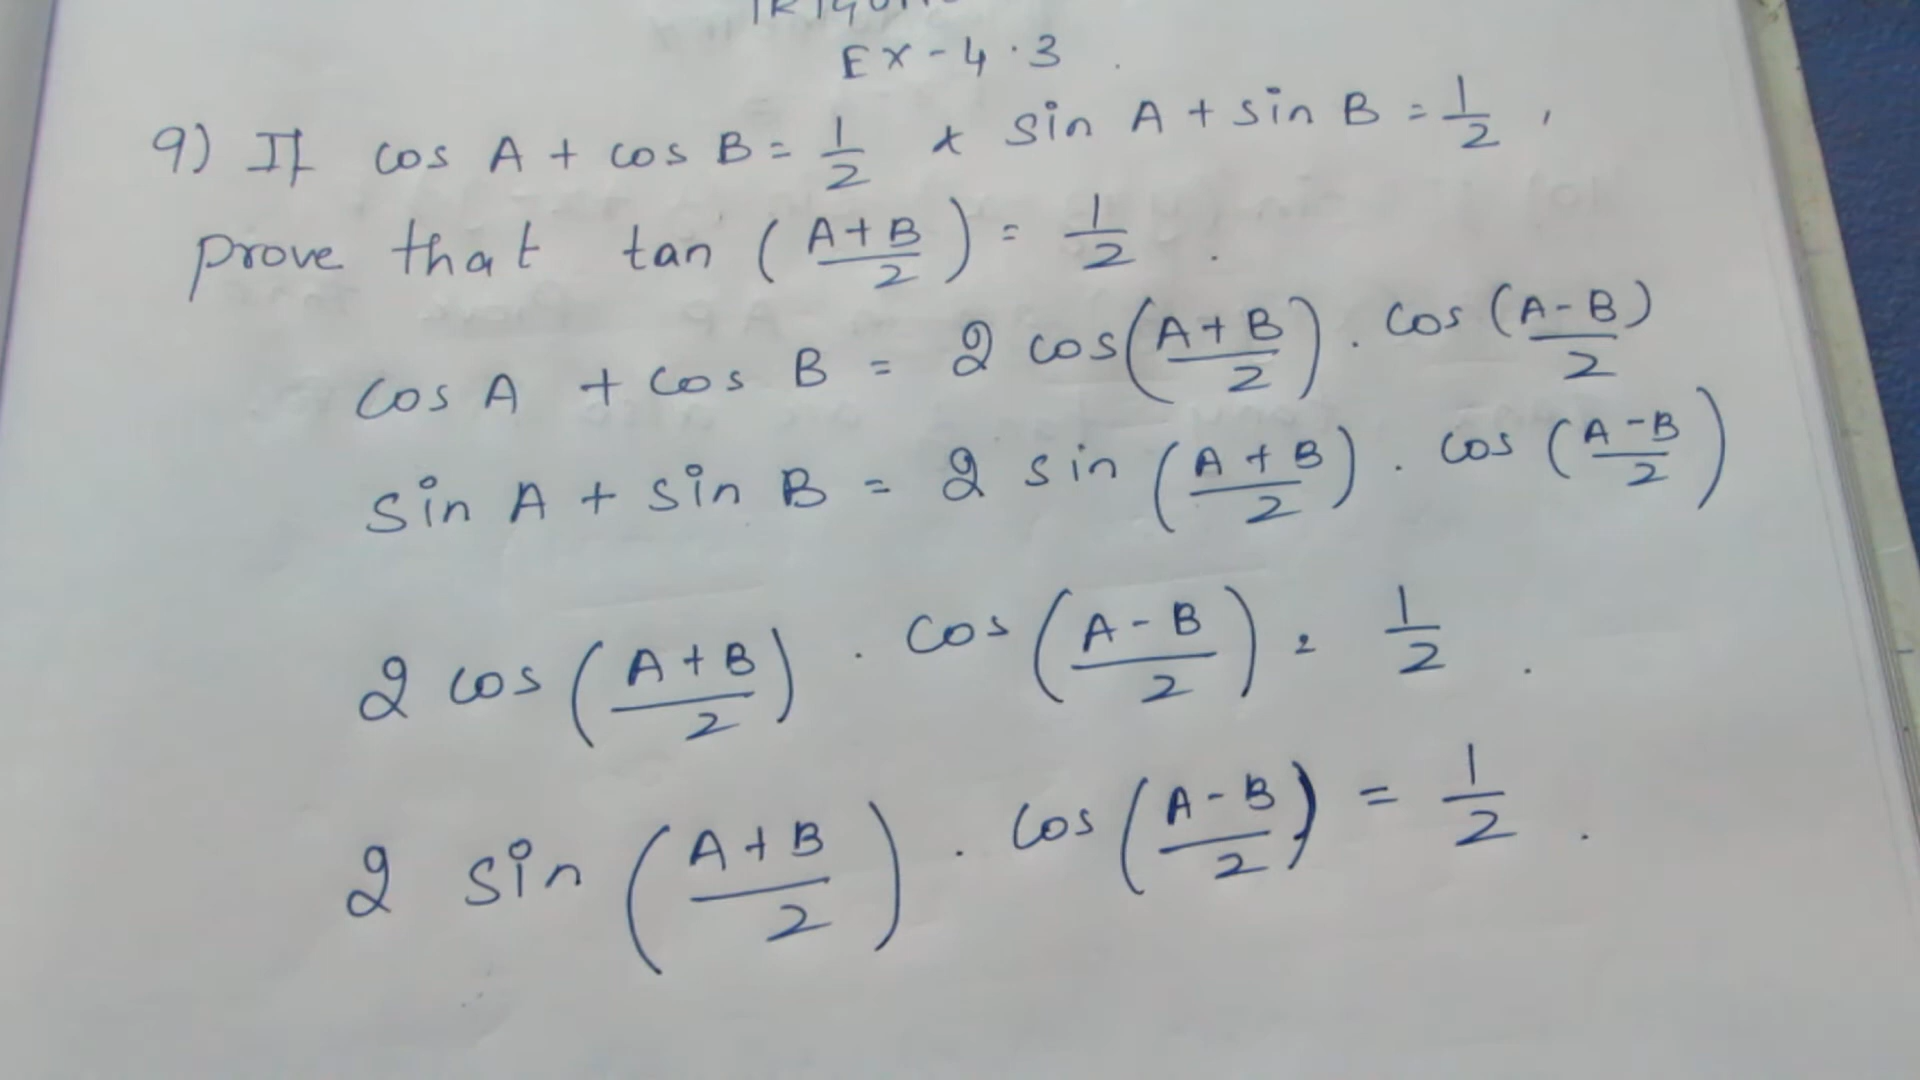 Ex-4.3
9) If cos A + cos B = 1/2 & sin A + sin B = 1/2,
prove that tan (A+B/2) = 1/2.
cos A + cos B = 2 cos(A+B/2) . cos (A-B)/2
sin A + sin B = 2 sin (A+B/2) . cos (A-B/2)
2 cos (A+B/2) . cos (A-B/2) = 1/2.
2 sin (A+B/2) . cos (A-B/2) = 1/2.